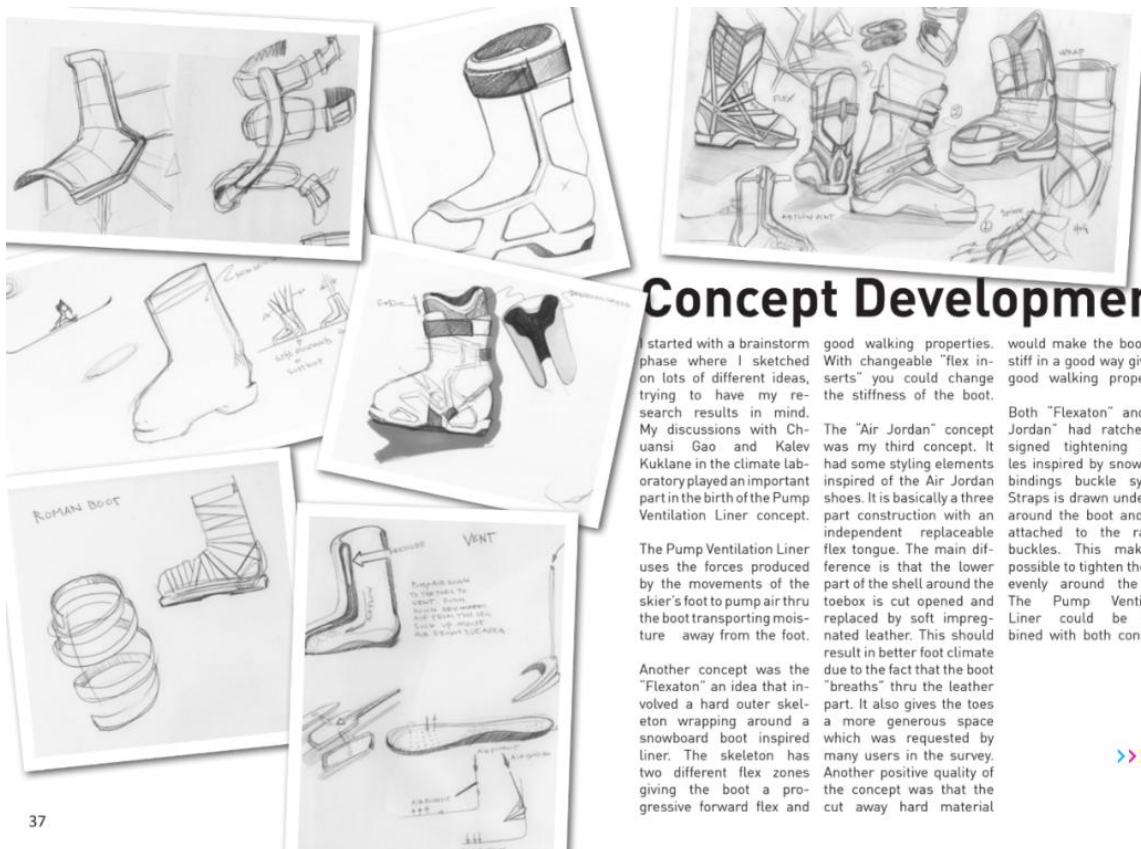 FLEX
WRAP
AIRFLOW VENT
ROMAN BOOT
VENT
Concept Developmen
I started with a brainstorm
phase where I sketched
on lots of different ideas,
trying to have my re-
search results in mind.
My discussions with Ch-
uansi Gao and Kalev
Kuklane in the climate lab-
oratory played an important
part in the birth of the Pump
Ventilation Liner concept.
The Pump Ventilation Liner
uses the forces produced
by the movements of the
skier's foot to pump air thru
the boot transporting mois-
ture away from the foot.
Another concept was the
"Flexaton" an idea that in-
volved a hard outer skel-
eton wrapping around a
snowboard boot inspired
liner. The skeleton has
two different flex zones
giving the boot a pro-
gressive forward flex and
good walking properties.
With changeable "flex in-
serts" you could change
the stiffness of the boot.
The "Air Jordan" concept
was my third concept. It
had some styling elements
inspired of the Air Jordan
shoes. It is basically a three
part construction with an
independent replaceable
flex tongue. The main dif-
ference is that the lower
part of the shell around the
toebox is cut opened and
replaced by soft impreg-
nated leather. This should
result in better foot climate
due to the fact that the boot
"breaths" thru the leather
part. It also gives the toes
a more generous space
which was requested by
many users in the survey.
Another positive quality of
the concept was that the
cut away hard material
would make the boo
stiff in a good way giv
good walking prope
Both "Flexaton" and
Jordan" had ratche
signed tightening
les inspired by snow
bindings buckle sy
Straps is drawn unde
around the boot and
attached to the ra
buckles. This mak
possible to tighten the
evenly around the
The Pump Venti
Liner could be
bined with both con
37